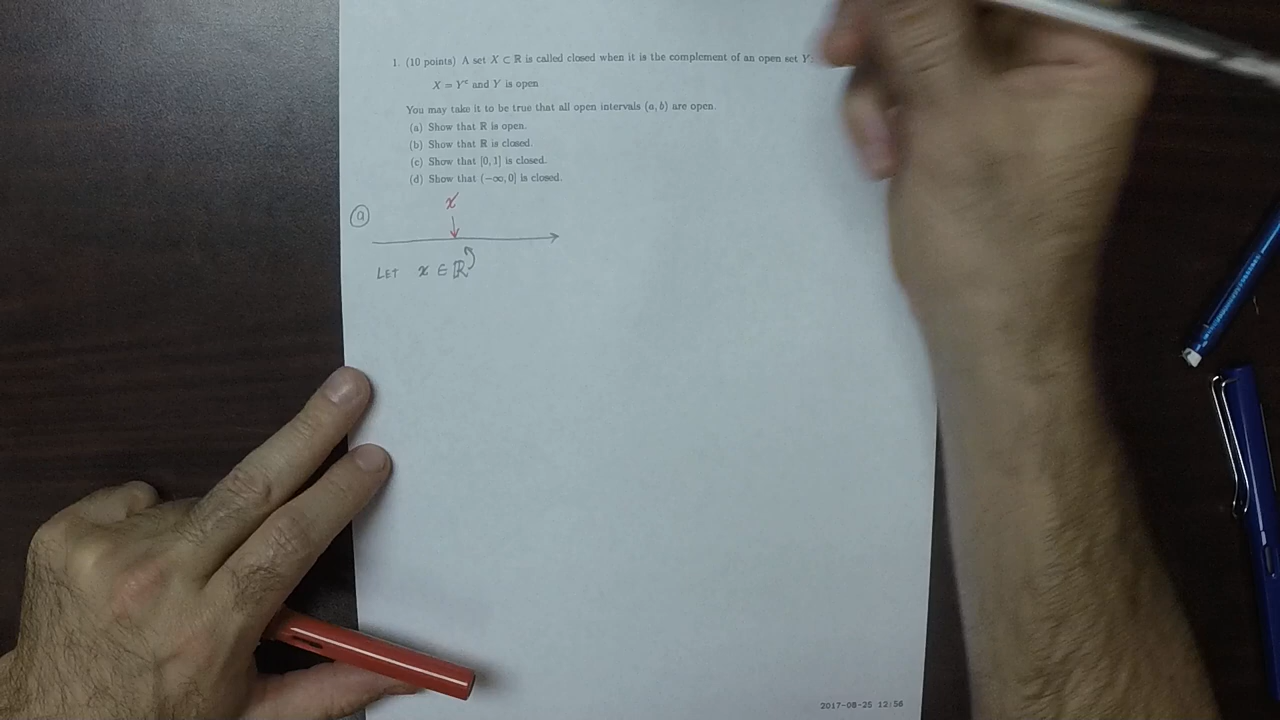 1. (10 points) A set X ⊂ ℝ is called closed when it is the complement of an open set Y:
X = Yᶜ and Y is open
You may take it to be true that all open intervals (a, b) are open.
(a) Show that ℝ is open.
(b) Show that ℝ is closed.
(c) Show that [0, 1] is closed.
(d) Show that (−∞, 0] is closed.
x
ⓐ
LET x ∈ ℝ
2017-08-25 12:56